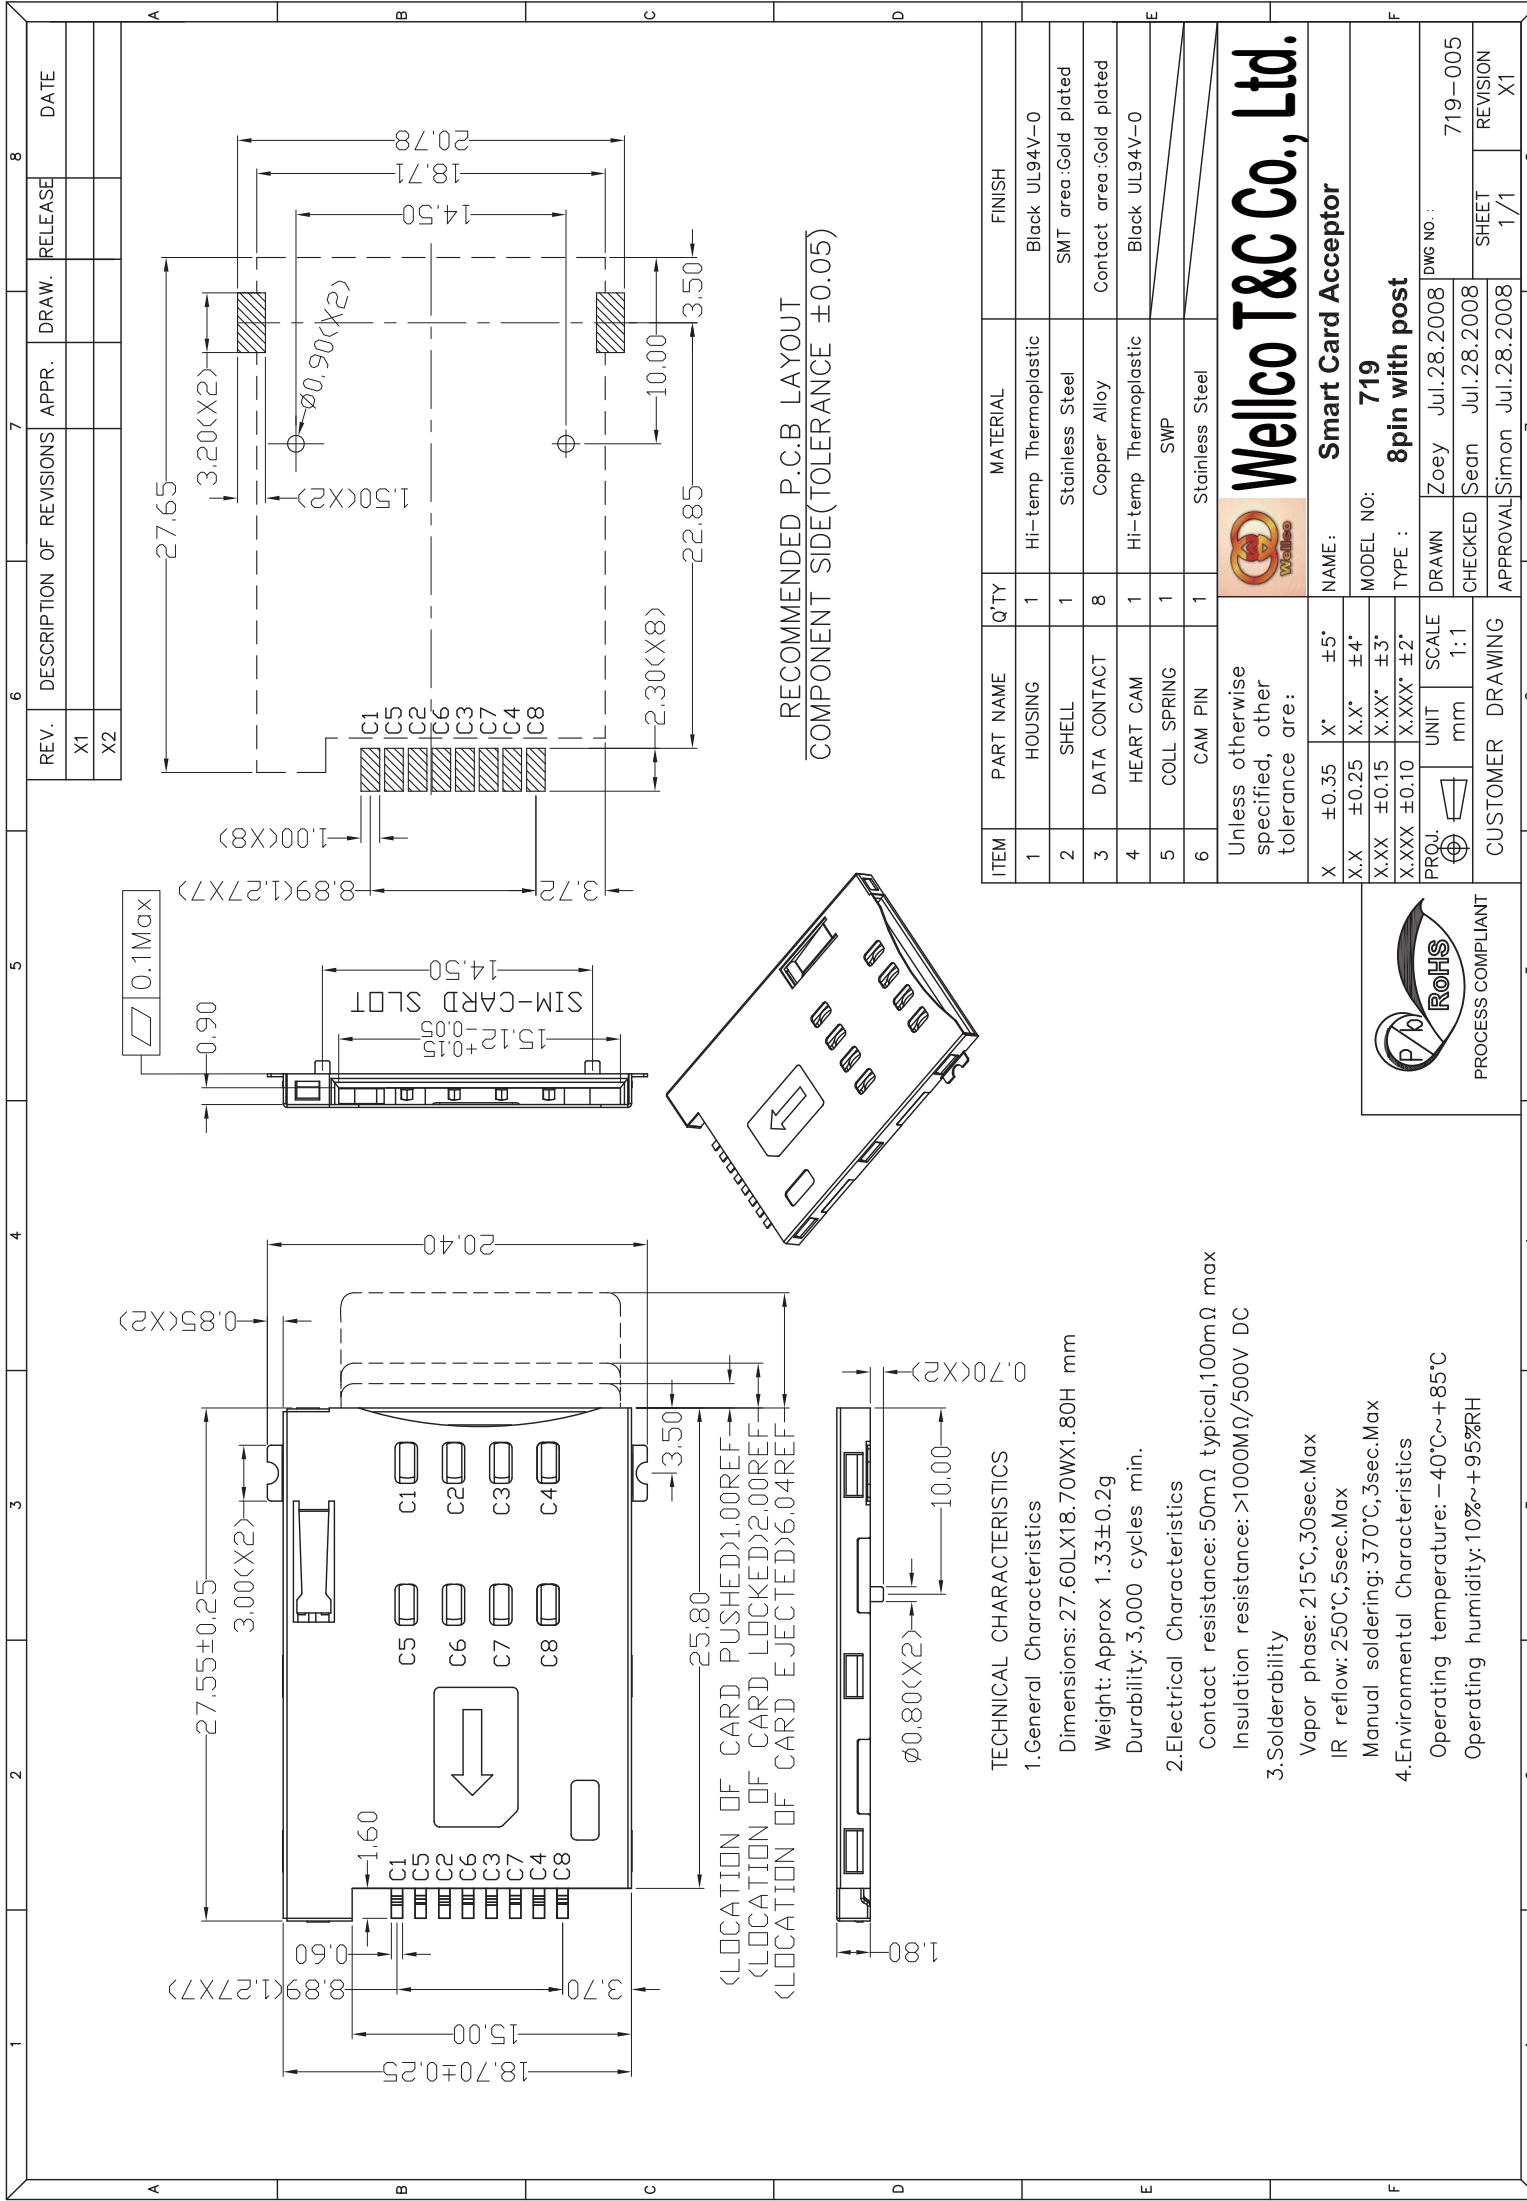 1 2 3 4 5 6 7 8
A B C D E F
A B C D E F
REV. DESCRIPTION OF REVISIONS APPR. DRAW. RELEASE DATE
X1
X2
27.55±0.25
3.00(X2)
0.85(X2)
20.40
1.60
0.60
8.89(1.27X7)
3.70
15.00
18.70±0.25
C1
C5
C2
C6
C3
C7
C4
C8
C5 C1
C6 C2
C7 C3
C8 C4
3.50
25.80
(LOCATION OF CARD PUSHED)1.00REF
(LOCATION OF CARD LOCKED)2.00REF
(LOCATION OF CARD EJECTED)6.04REF
1.80
Ø0.80(X2)
10.00
0.70(X2)
0.1Max
0.90
15.12+0.15-0.05
SIM-CARD SLOT
14.50
27.65
3.20(X2)
1.50(X2)
Ø0.90(X2)
14.50
18.71
20.78
1.00(X8)
8.89(1.27X7)
3.72
C1
C5
C2
C6
C3
C7
C4
C8
2.30(X8)
10.00
22.85
3.50
RECOMMENDED P.C.B LAYOUT
COMPONENT SIDE(TOLERANCE ±0.05)
TECHNICAL CHARACTERISTICS
1.General Characteristics
Dimensions: 27.60LX18.70WX1.80H mm
Weight: Approx 1.33±0.2g
Durability: 3,000 cycles min.
2.Electrical Characteristics
Contact resistance: 50mΩ typical,100mΩ max
Insulation resistance: >1000MΩ/500V DC
3.Solderability
Vapor phase: 215℃,30sec.Max
IR reflow: 250℃,5sec.Max
Manual soldering: 370℃,3sec.Max
4.Environmental Characteristics
Operating temperature: -40℃~+85℃
Operating humidity: 10%~+95%RH
P b
RoHS
PROCESS COMPLIANT
ITEM PART NAME Q'TY MATERIAL FINISH
1 HOUSING 1 Hi-temp Thermoplastic Black UL94V-0
2 SHELL 1 Stainless Steel SMT area:Gold plated
3 DATA CONTACT 8 Copper Alloy Contact area:Gold plated
4 HEART CAM 1 Hi-temp Thermoplastic Black UL94V-0
5 COLL SPRING 1 SWP
6 CAM PIN 1 Stainless Steel
Unless otherwise
specified, other
tolerance are:
X ±0.35 X° ±5°
X.X ±0.25 X.X° ±4°
X.XX ±0.15 X.XX° ±3°
X.XXX ±0.10 X.XXX° ±2°
PROJ. UNIT SCALE
mm 1:1
CUSTOMER DRAWING
Wellco
Wellco T&C Co., Ltd.
NAME: Smart Card Acceptor
MODEL NO: 719
TYPE : 8pin with post
DRAWN Zoey Jul.28.2008
CHECKED Sean Jul.28.2008
APPROVAL Simon Jul.28.2008
DWG NO.:
719-005
SHEET
1/1
REVISION
X1